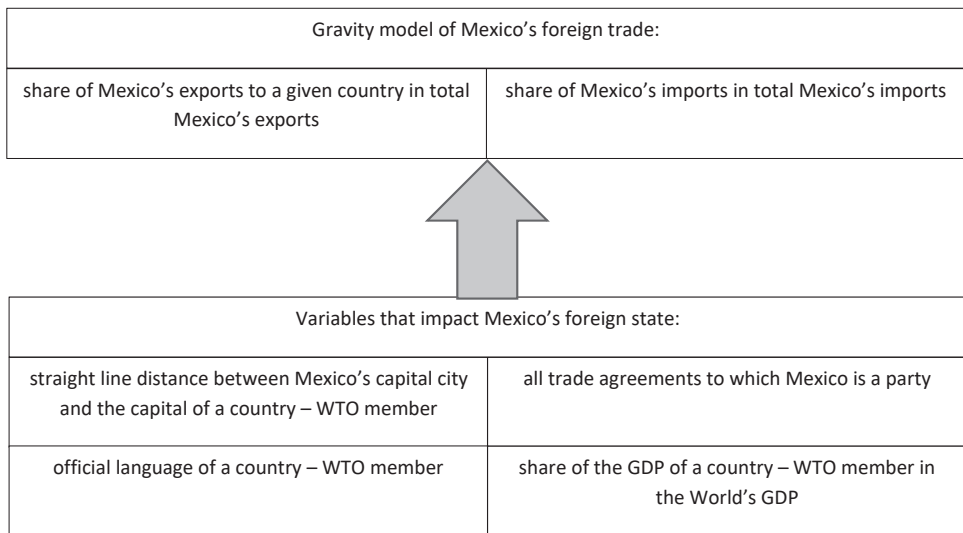 Gravity model of Mexico’s foreign trade:
share of Mexico’s exports to a given country in total
Mexico’s exports
share of Mexico’s imports in total Mexico’s imports
Variables that impact Mexico’s foreign state:
straight line distance between Mexico’s capital city
and the capital of a country – WTO member
all trade agreements to which Mexico is a party
official language of a country – WTO member
share of the GDP of a country – WTO member in
the World’s GDP